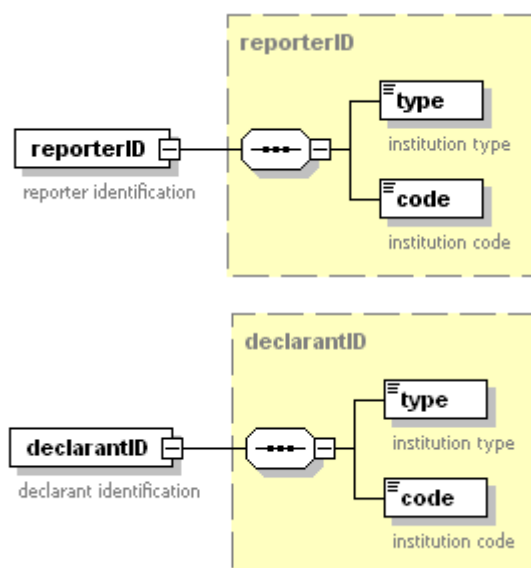 reporterID
type
institution type
reporterID
reporter identification
code
institution code
declarantID
type
institution type
declarantID
declarant identification
code
institution code